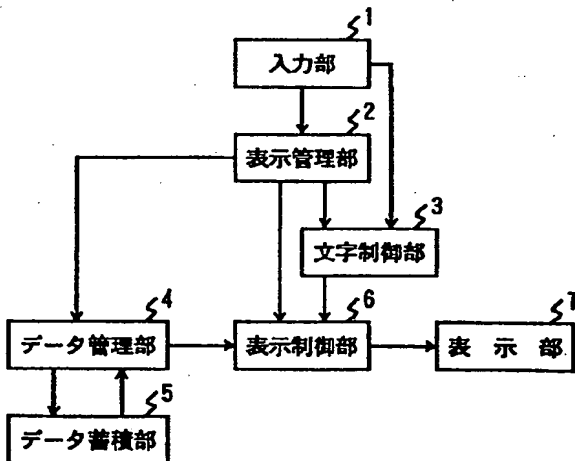 1
入力部
2
表示管理部
3
文字制御部
4
データ管理部
6
表示制御部
7
表 示 部
5
データ蓄積部